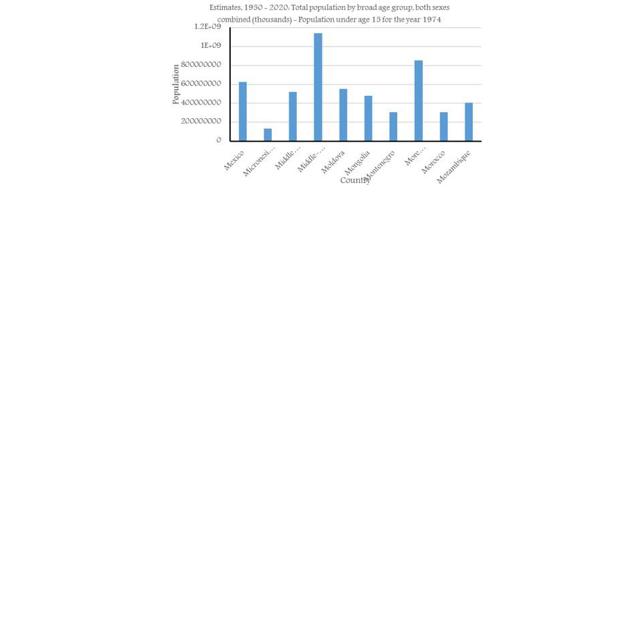 Estimates, 1950 - 2020: Total population by broad age group, both sexes
combined (thousands) - Population under age 15 for the year 1974
Population
1.2E+09
1E+09
800000000
600000000
400000000
200000000
0
Mexico
Micronesi...
Middle...
Middle-...
Moldova
Mongolia
Montenegro
More...
Morocco
Mozambique
Country